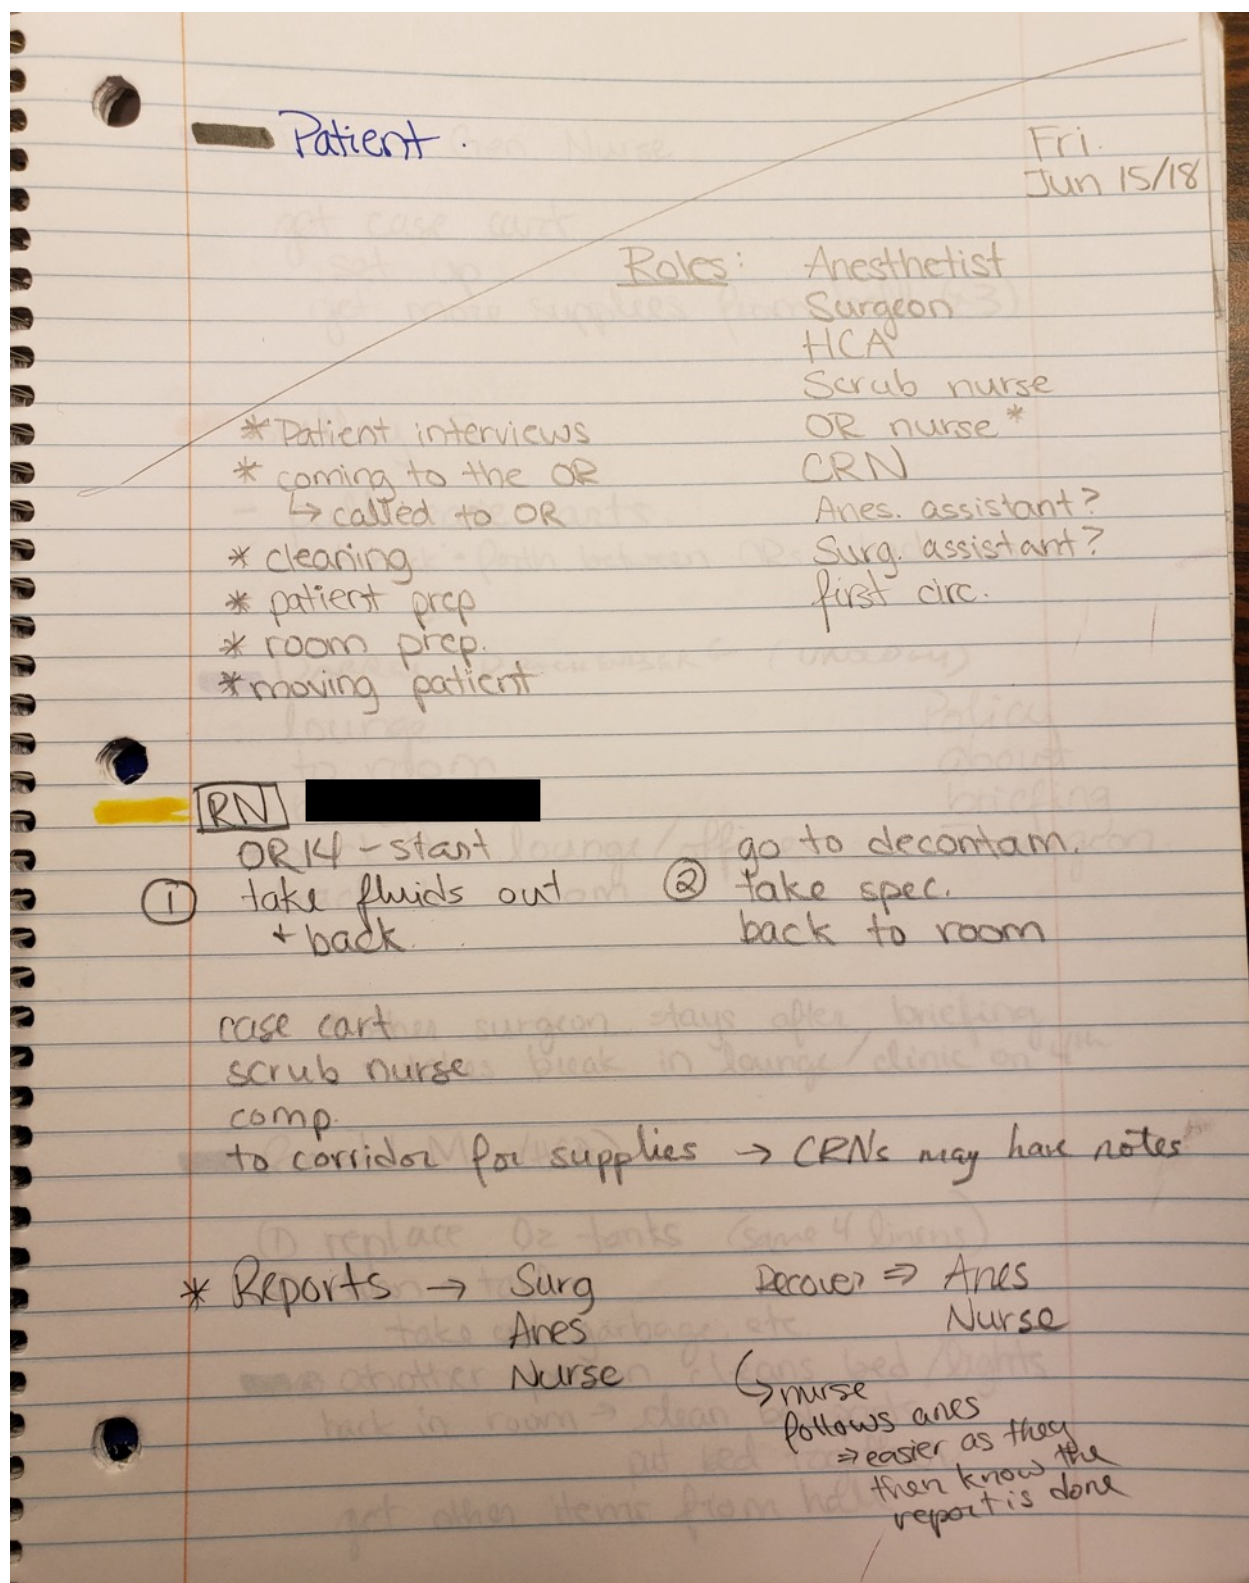 Patient.
Fri.
Jun 15/18
Roles: Anesthetist
Surgeon
HCA
Scrub nurse
OR nurse *
CRN
Anes. assistant?
Surg. assistant?
first circ.
* Patient interviews
* coming to the OR
↳ called to OR
* cleaning
* patient prep
* room prep.
* moving patient
RN
OR14 - start
① take fluids out
+ back.
② go to decontam.
take spec.
back to room
case cart
scrub nurse
comp.
to corridor for supplies → CRNs may have notes
* Reports → Surg
Anes
Nurse
Recover ⇒ Anes
Nurse
↳ nurse
follows anes
⇒ easier as they
then know the
report is done